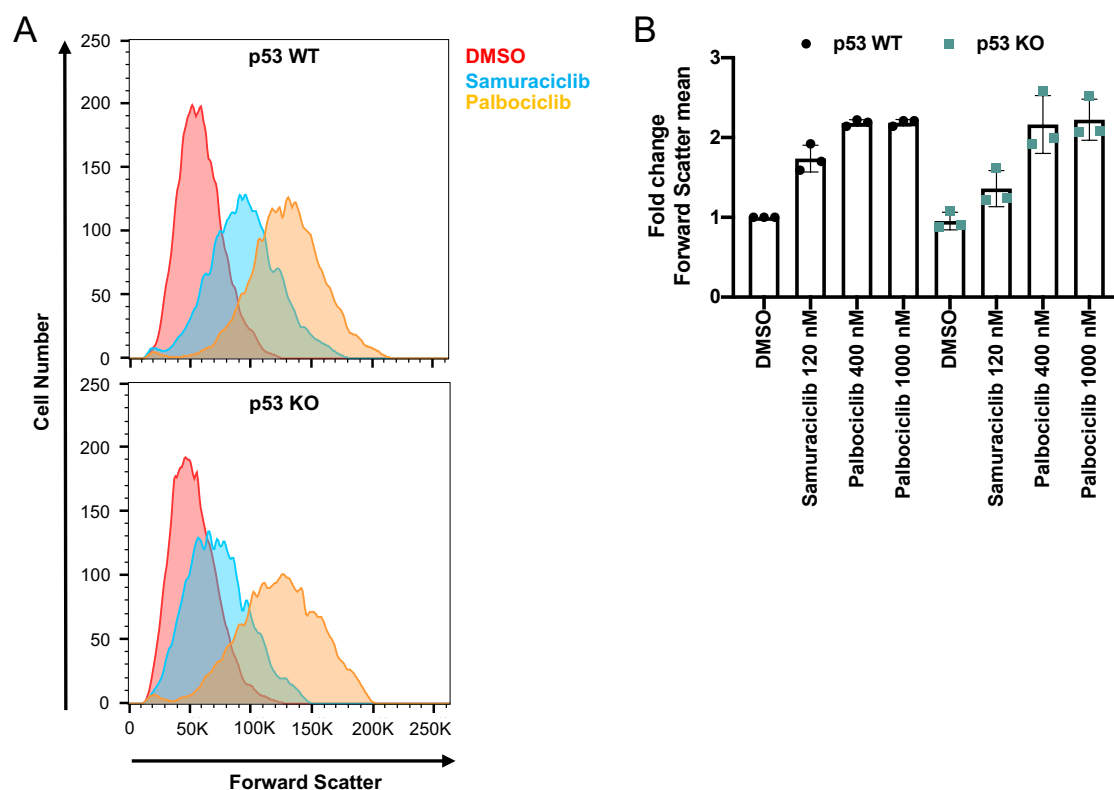 A
p53 WT
250
200
150
100
50
0
DMSO
Samuraciclib
Palbociclib
p53 KO
250
200
150
100
50
0
0 50K 100K 150K 200K 250K
Cell Number
Forward Scatter
B
p53 WT p53 KO
Fold change
Forward Scatter mean
3
2
1
0
DMSO
Samuraciclib 120 nM
Palbociclib 400 nM
Palbociclib 1000 nM
DMSO
Samuraciclib 120 nM
Palbociclib 400 nM
Palbociclib 1000 nM